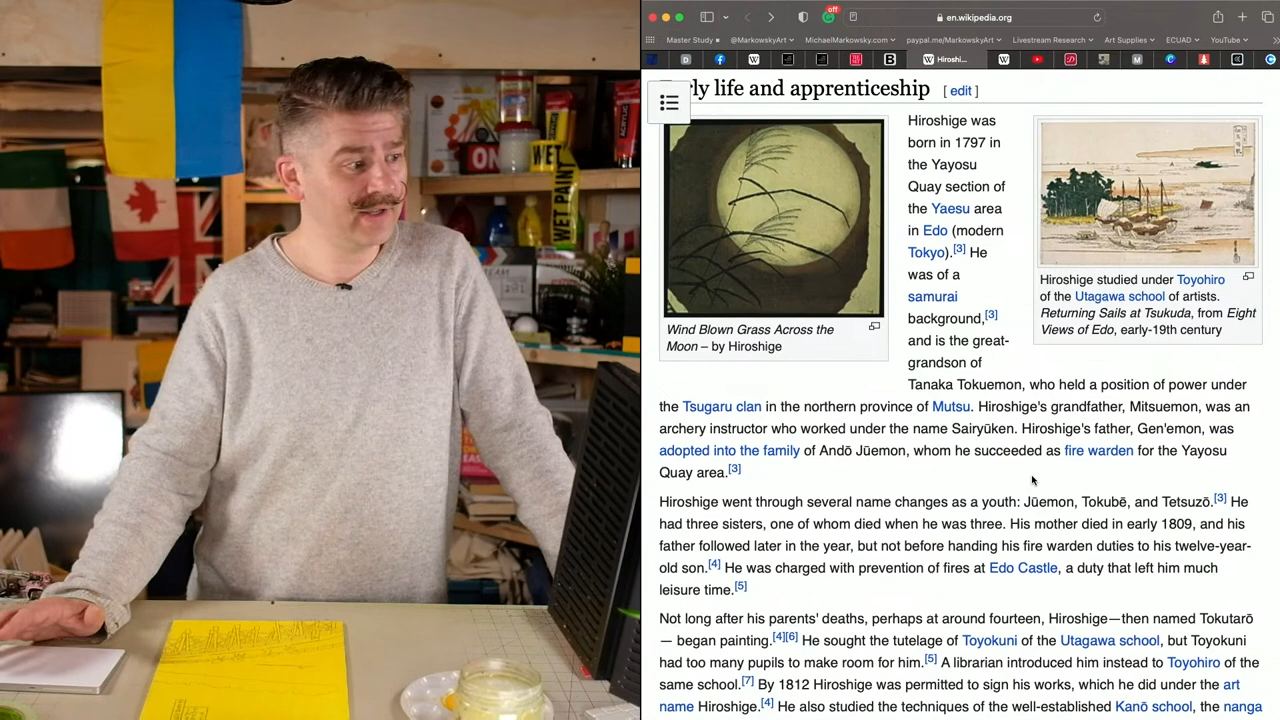 ON
WET
WET PAINT
ACRYLIC
TEAM
off
en.wikipedia.org
Master Study
@MarkowskyArt
MichaelMarkowsky.com
paypal.me/MarkowskyArt
Livestream Research
Art Supplies
ECUAD
YouTube
Hiroshi...
rly life and apprenticeship [ edit ]
Wind Blown Grass Across the
Moon – by Hiroshige
Hiroshige was
born in 1797 in
the Yayosu
Quay section of
the Yaesu area
in Edo (modern
Tokyo).[3] He
was of a
samurai
background,[3]
and is the great-
grandson of
Hiroshige studied under Toyohiro
of the Utagawa school of artists.
Returning Sails at Tsukuda, from Eight
Views of Edo, early-19th century
Tanaka Tokuemon, who held a position of power under
the Tsugaru clan in the northern province of Mutsu. Hiroshige's grandfather, Mitsuemon, was an
archery instructor who worked under the name Sairyūken. Hiroshige's father, Gen'emon, was
adopted into the family of Andō Jūemon, whom he succeeded as fire warden for the Yayosu
Quay area.[3]
Hiroshige went through several name changes as a youth: Jūemon, Tokubē, and Tetsuzō.[3] He
had three sisters, one of whom died when he was three. His mother died in early 1809, and his
father followed later in the year, but not before handing his fire warden duties to his twelve-year-
old son.[4] He was charged with prevention of fires at Edo Castle, a duty that left him much
leisure time.[5]
Not long after his parents' deaths, perhaps at around fourteen, Hiroshige—then named Tokutarō
— began painting.[4][6] He sought the tutelage of Toyokuni of the Utagawa school, but Toyokuni
had too many pupils to make room for him.[5] A librarian introduced him instead to Toyohiro of the
same school.[7] By 1812 Hiroshige was permitted to sign his works, which he did under the art
name Hiroshige.[4] He also studied the techniques of the well-established Kanō school, the nanga